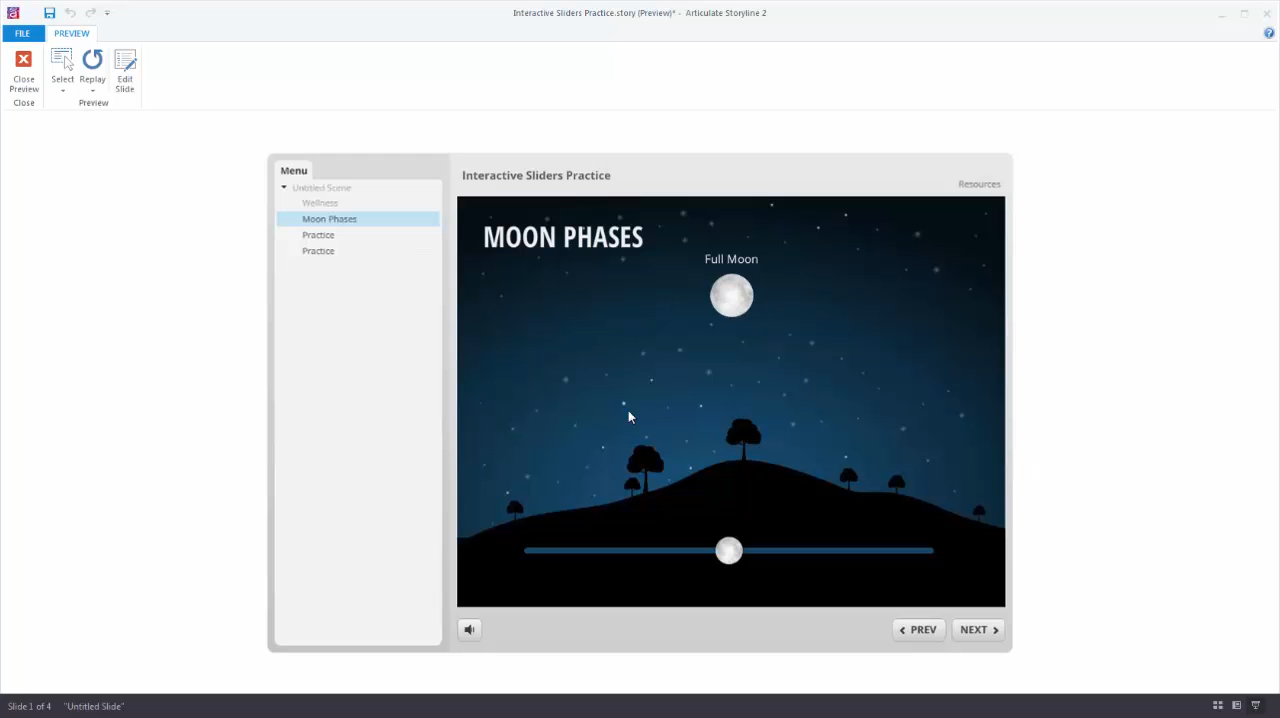 Interactive Sliders Practice.story (Preview)* - Articulate Storyline 2
FILE
PREVIEW
Close Preview
Select
Replay
Edit Slide
Close
Preview
Menu
Untitled Scene
Wellness
Moon Phases
Practice
Practice
Interactive Sliders Practice
Resources
MOON PHASES
Full Moon
PREV
NEXT
Slide 1 of 4
"Untitled Slide"